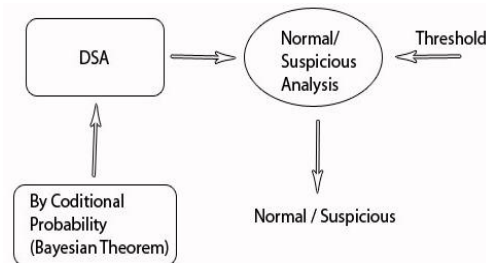 DSA
Normal/
Suspicious
Analysis
Threshold
By Coditional
Probability
(Bayesian Theorem)
Normal / Suspicious